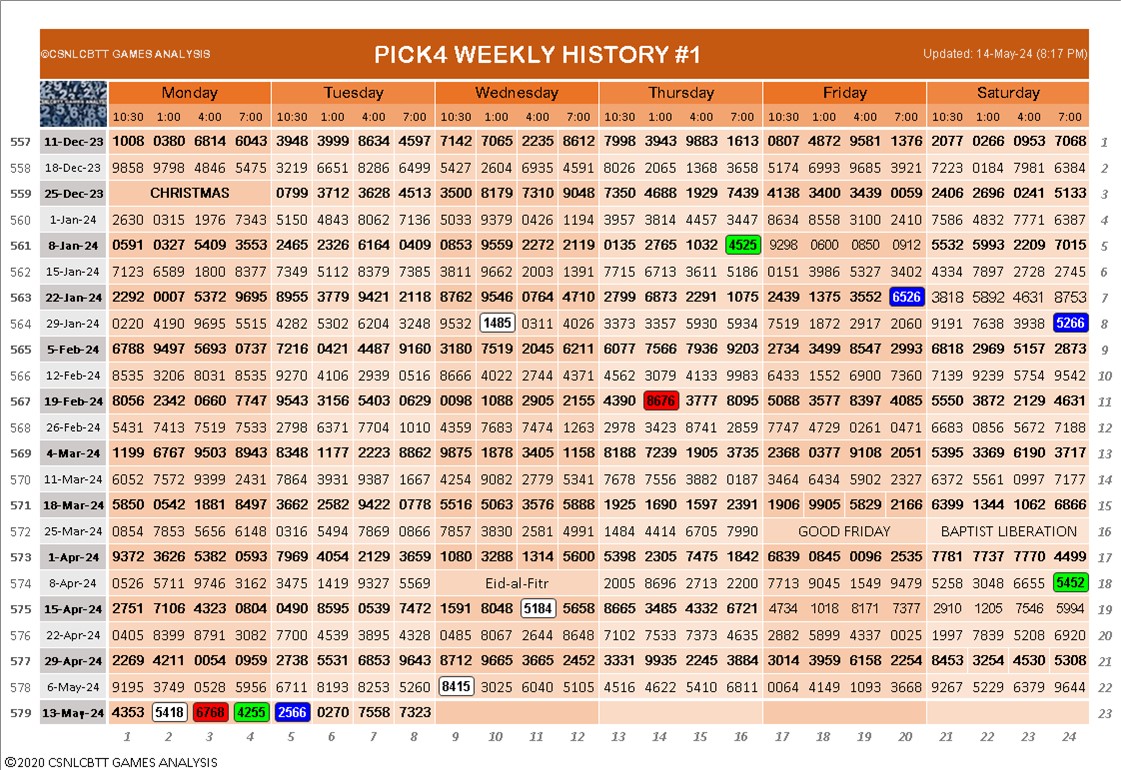 ©CSNLCBTT GAMES ANALYSIS PICK4 WEEKLY HISTORY #1 Updated: 14-May-24 (8:17 PM)
Monday Tuesday Wednesday Thursday Friday Saturday
10:30 1:00 4:00 7:00 10:30 1:00 4:00 7:00 10:30 10:00 4:00 12:00 10:30 1:00 4:00 7:00 10:30 1:00 4:00 7:00 10:30 1:00 4:00 7:00
557 11-Dec-23 1008 0380 6814 6043 3948 3999 8634 4597 7142 7065 2235 8612 7998 3943 9883 1613 0807 4872 9581 1376 2077 0266 0953 7068 1
558 18-Dec-23 9858 9798 4846 5475 3219 6651 8286 6499 5427 2604 6935 4591 8026 2065 1368 3658 5174 6993 9685 3921 7223 0184 7981 6384 2
559 25-Dec-23 CHRISTMAS 0799 3712 3628 4513 3500 8179 7310 9048 7350 4688 1929 7439 4138 3400 3439 0059 2406 2696 0241 5133 3
560 1-Jan-24 2630 0315 1976 7343 5150 4843 8062 7136 5033 9379 0426 1194 3957 3814 4457 3447 8634 8558 3100 2410 7586 4832 7771 6387 4
561 8-Jan-24 0591 0327 5409 3553 2465 2326 6164 0409 0853 9559 2272 2119 0135 2765 1032 4525 9298 0600 0850 0912 5532 5993 2209 7015 5
562 15-Jan-24 7123 6589 1800 8377 7349 5112 8379 7385 3811 9662 2003 1391 7715 6713 3611 5186 0151 3986 5327 3402 4334 7897 2728 2745 6
563 22-Jan-24 2292 0007 5372 9695 8955 3779 9421 2118 8762 9546 0764 4710 2799 6873 2291 1075 2439 1375 3552 6526 3818 5892 4631 8753 7
564 29-Jan-24 0220 4190 9695 5515 4282 5302 6204 3248 9532 1485 0311 4026 3373 3357 5930 5934 7519 1872 2917 2060 9191 7638 3938 5266 8
565 5-Feb-24 6788 9497 5693 0737 7216 0421 4487 9160 3180 7519 2045 6211 6077 7566 7936 9203 2734 3499 8547 2993 6818 2969 5157 2873 9
566 12-Feb-24 8535 3206 8031 8535 9270 4106 2939 0516 8666 4022 2744 4371 4562 3079 4133 9983 6433 1552 6900 7360 7139 9239 5754 9542 10
567 19-Feb-24 8056 2342 0660 7747 9543 3156 5403 0629 0098 1088 2905 2155 4390 8676 3777 8095 5088 3577 8397 4085 5550 3872 2129 4631 11
568 26-Feb-24 5431 7413 7519 7533 2798 6371 7704 1010 4359 7683 7474 1263 2978 3423 8741 2859 7747 4729 0261 0471 6683 0856 5672 7188 12
569 4-Mar-24 1199 6767 9503 8943 8348 1177 2223 8862 9875 1878 3405 1158 8188 7239 1905 3735 2368 0377 9108 2051 5395 3369 6190 3717 13
570 11-Mar-24 6052 7572 9399 2431 7864 3931 9387 1667 4254 9082 2779 5341 7678 7556 3882 0187 3464 6434 5902 2327 6372 5561 0997 7177 14
571 18-Mar-24 5850 0542 1881 8497 3662 2582 9422 0778 5516 5063 3576 5888 1925 1690 1597 2391 1906 9905 5829 2166 6399 1344 1062 6866 15
572 25-Mar-24 0854 7853 5656 6148 0316 5494 7869 0866 7857 3830 2581 4991 1484 4414 6705 7990 GOOD FRIDAY BAPTIST LIBERATION 16
573 1-Apr-24 9372 3626 5382 0593 7969 4054 2129 3659 1080 3288 1314 5600 5398 2305 7475 1842 6839 0845 0096 2535 7781 7737 7770 4499 17
574 8-Apr-24 0526 5711 9746 3162 3475 1419 9327 5569 Eid-al-Fitr 2005 8696 2713 2200 7713 9045 1549 9479 5258 3048 6655 5452 18
575 15-Apr-24 2751 7106 4323 0804 0490 8595 0539 7472 1591 8048 5184 5658 8665 3485 4332 6721 4734 1018 8171 7377 2910 1205 7546 5994 19
576 22-Apr-24 0405 8399 8791 3082 7700 4539 3895 4328 0485 8067 2644 8648 7102 7533 7373 4635 2882 5899 4337 0025 1997 7839 5208 6920 20
577 29-Apr-24 2269 4211 0054 0959 2738 5531 6853 9643 8712 9665 3665 2452 3331 9935 2245 3884 3014 3959 6158 2254 8453 3254 4530 5308 21
578 6-May-24 9195 3749 0528 5956 6711 8193 8253 5260 8415 3025 6040 5105 4516 4622 5410 6811 0064 4149 1093 3668 9267 5229 6379 9644 22
579 13-May-24 4353 5418 6768 4255 2566 0270 7558 7323 23
1 2 3 4 5 6 7 8 9 10 11 12 13 14 15 16 17 18 19 20 21 22 23 24
©2020 CSNLCBTT GAMES ANALYSIS